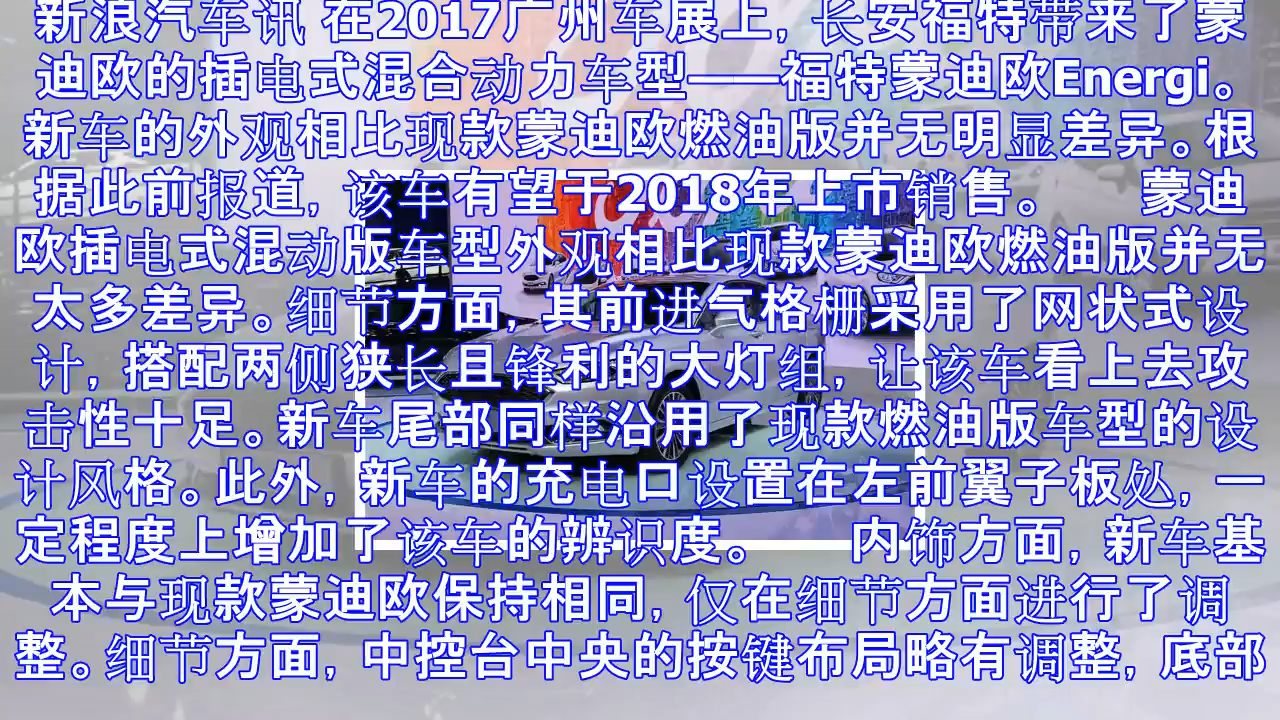 新浪汽车讯 在2017广州车展上, 长安福特带来了蒙
迪欧的插电式混合动力车型——福特蒙迪欧Energi。
新车的外观相比现款蒙迪欧燃油版并无明显差异。根
据此前报道, 该车有望于2018年上市销售。　　蒙迪
欧插电式混动版车型外观相比现款蒙迪欧燃油版并无
太多差异。细节方面, 其前进气格栅采用了网状式设
计, 搭配两侧狭长且锋利的大灯组, 让该车看上去攻
击性十足。新车尾部同样沿用了现款燃油版车型的设
计风格。此外, 新车的充电口设置在左前翼子板处, 一
定程度上增加了该车的辨识度。　　内饰方面, 新车基
本与现款蒙迪欧保持相同, 仅在细节方面进行了调
整。细节方面, 中控台中央的按键布局略有调整, 底部